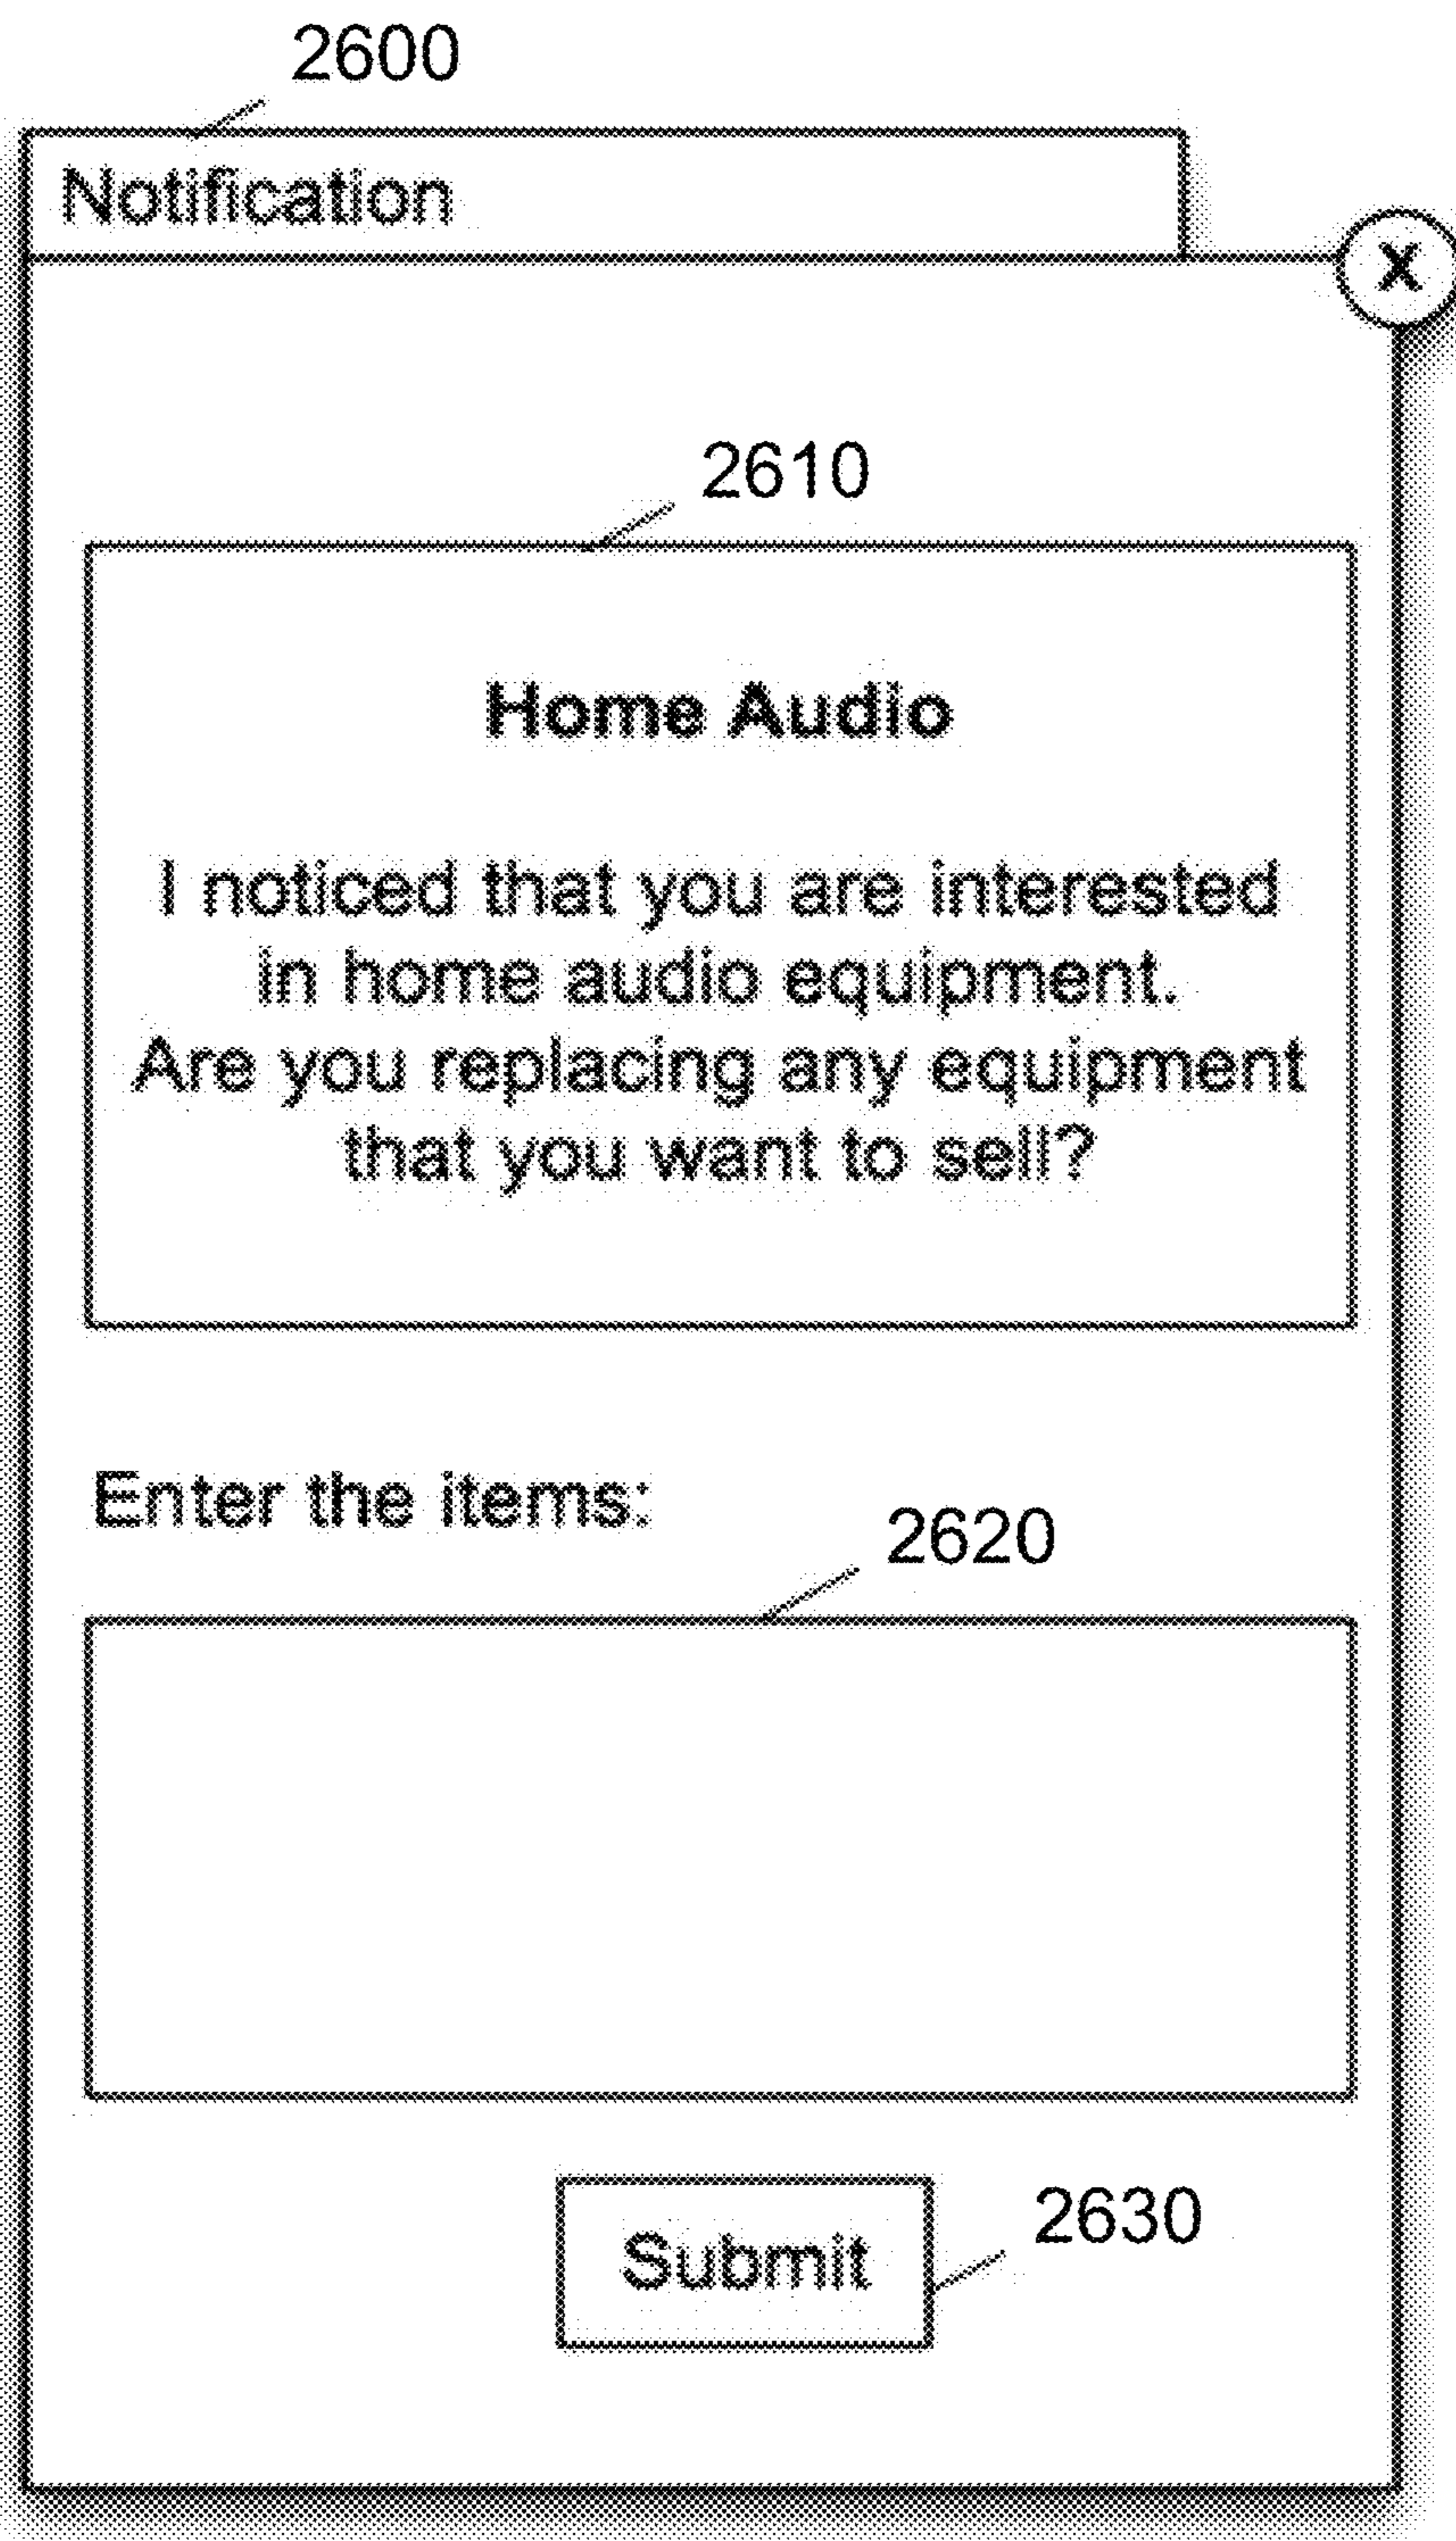 2600
Notification
X
2610
Home Audio
I noticed that you are interested
in home audio equipment.
Are you replacing any equipment
that you want to sell?
Enter the items:
2620
Submit
2630